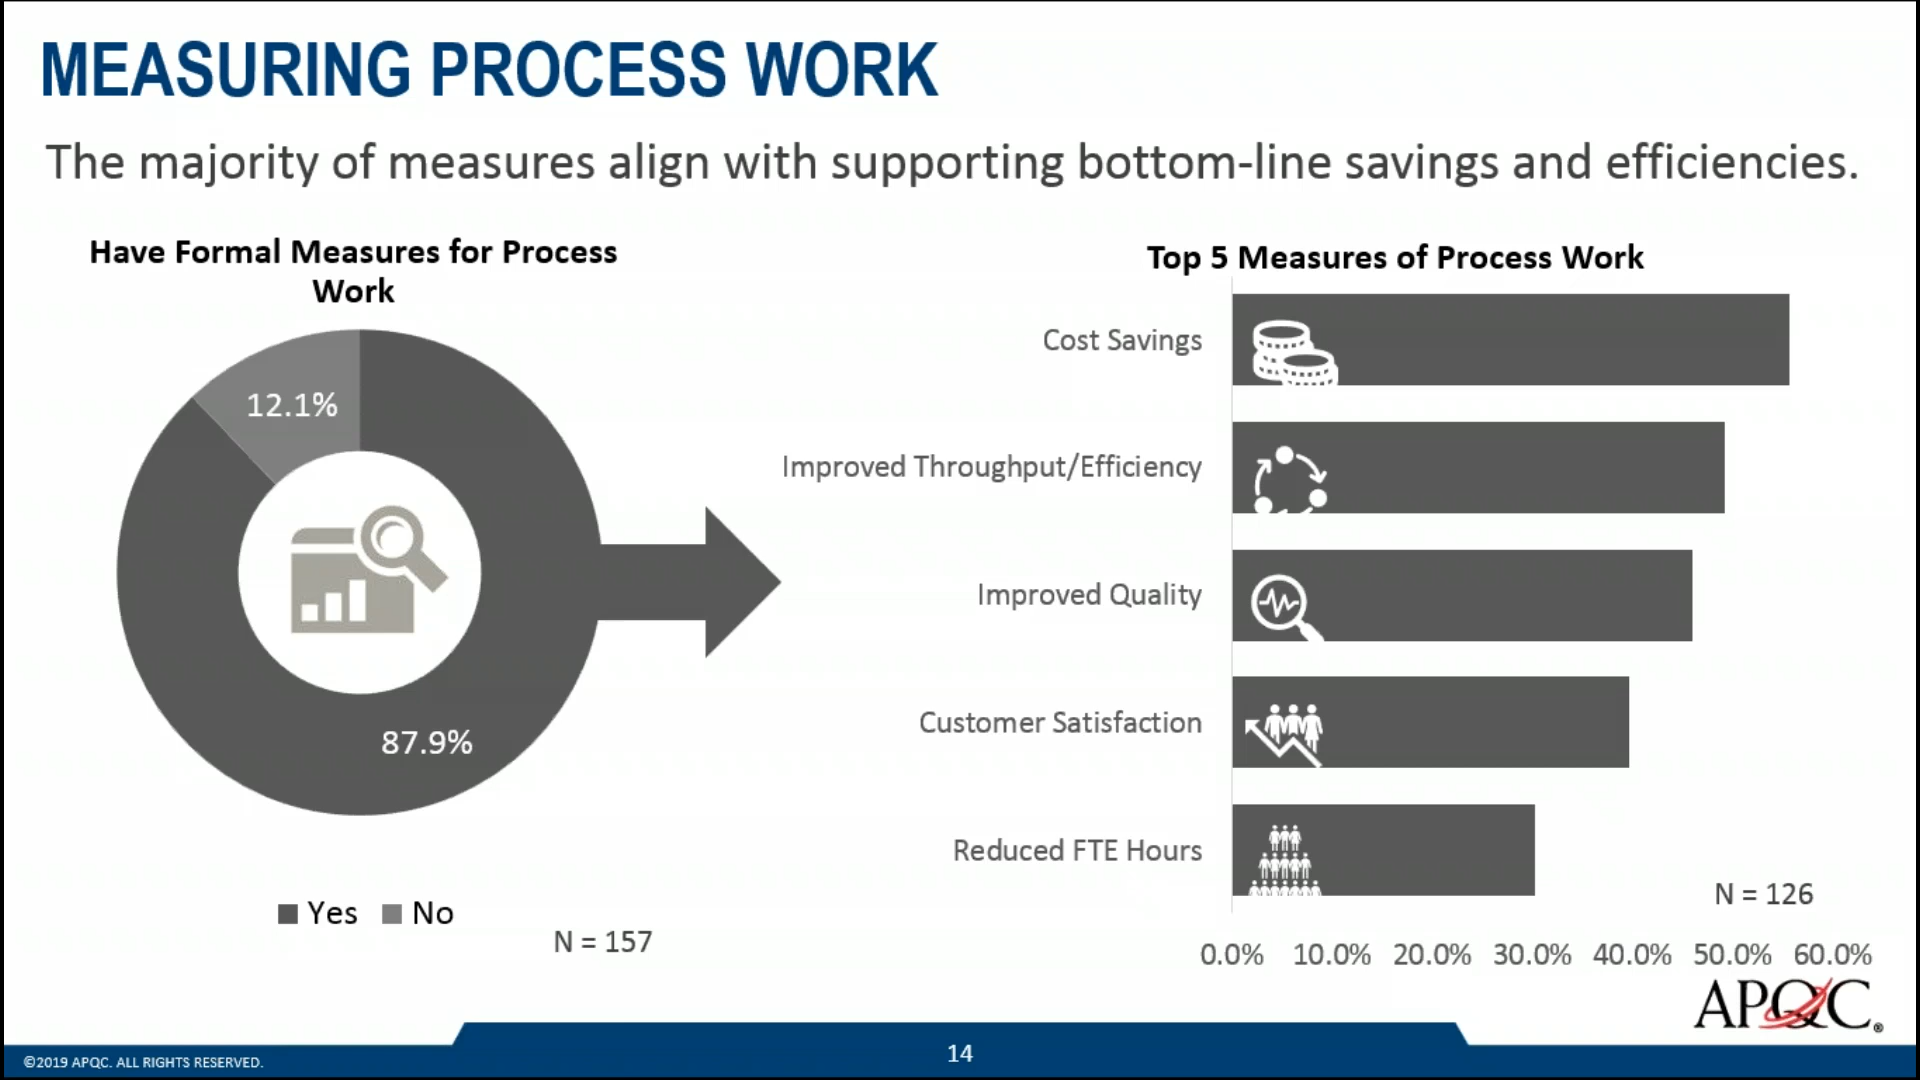 MEASURING PROCESS WORK
The majority of measures align with supporting bottom-line savings and efficiencies.
Have Formal Measures for Process
Work
12.1%
87.9%
Yes No
N = 157
Top 5 Measures of Process Work
Cost Savings
Improved Throughput/Efficiency
Improved Quality
Customer Satisfaction
Reduced FTE Hours
N = 126
0.0% 10.0% 20.0% 30.0% 40.0% 50.0% 60.0%
APQC®
©2019 APQC. ALL RIGHTS RESERVED.
14